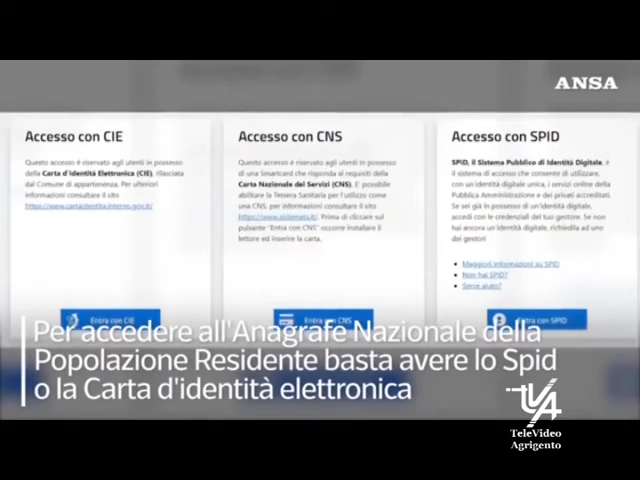 ANSA
Accesso con CIE
Questo accesso è riservato agli utenti in possesso
della Carta d'Identità Elettronica (CIE), rilasciata
dal Comune di appartenenza. Per ulteriori
informazioni consultare il sito
https://www.cartaidentita.interno.gov.it/
Entra con CIE
Accesso con CNS
Questo accesso è riservato agli utenti in possesso
di una Smartcard che risponda ai requisiti della
Carta Nazionale dei Servizi (CNS). E' possibile
abilitare la Tessera Sanitaria per l'utilizzo come
una CNS, per informazioni consultare il sito
https://www.sistemats.it/. Prima di cliccare sul
pulsante "Entra con CNS" occorre installare il
lettore ed inserire la carta.
Entra con CNS
Accesso con SPID
SPID, il Sistema Pubblico di Identità Digitale, è
il sistema di accesso che consente di utilizzare,
con un'identità digitale unica, i servizi online della
Pubblica Amministrazione e dei privati accreditati.
Se sei già in possesso di un'identità digitale,
accedi con le credenziali del tuo gestore. Se non
hai ancora un'identità digitale, richiedila ad uno
dei gestori
Maggiori informazioni su SPID
Non hai SPID?
Serve aiuto?
Entra con SPID
Per accedere all'Anagrafe Nazionale della
Popolazione Residente basta avere lo Spid
o la Carta d'identità elettronica
TVA
TeleVideo
Agrigento